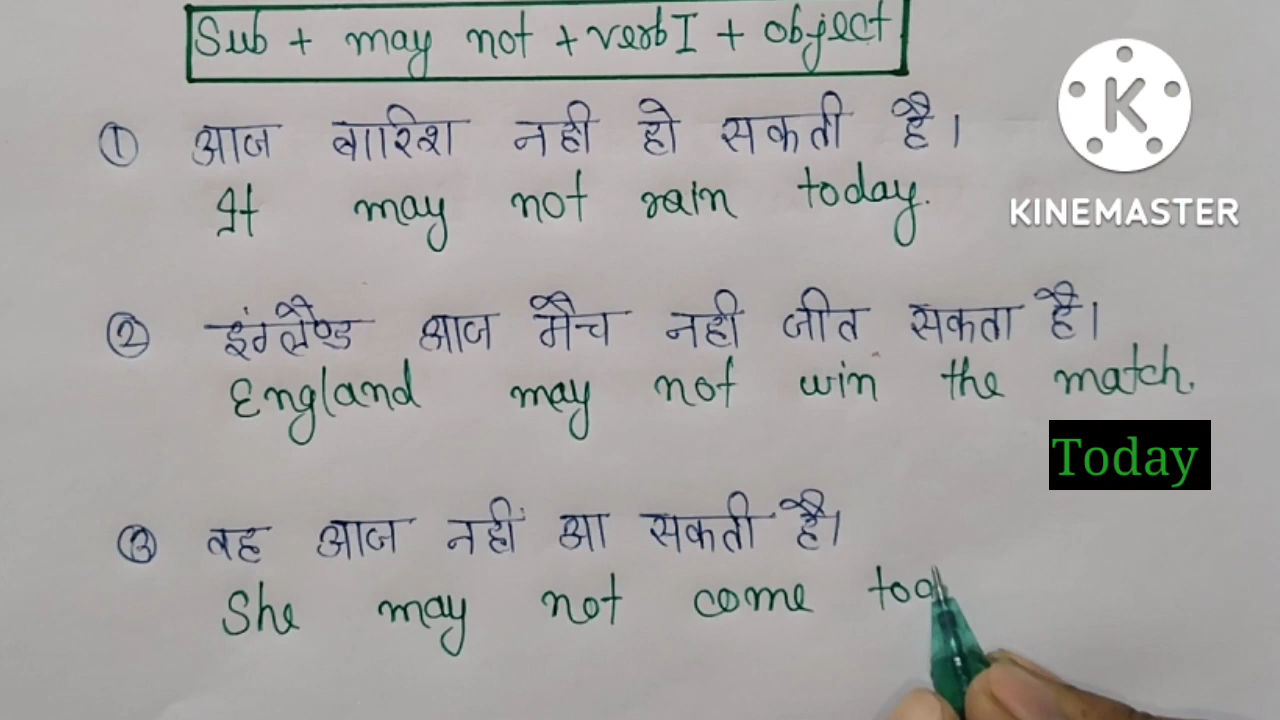 Sub + may not + verb I + object
① आज बारिश नही हो सकती है।
It may not rain today.
KINEMASTER
② इंग्लैण्ड आज मैच नही जीत सकता है।
England may not win the match.
Today
③ वह आज नहीं आ सकती है।
She may not come tod